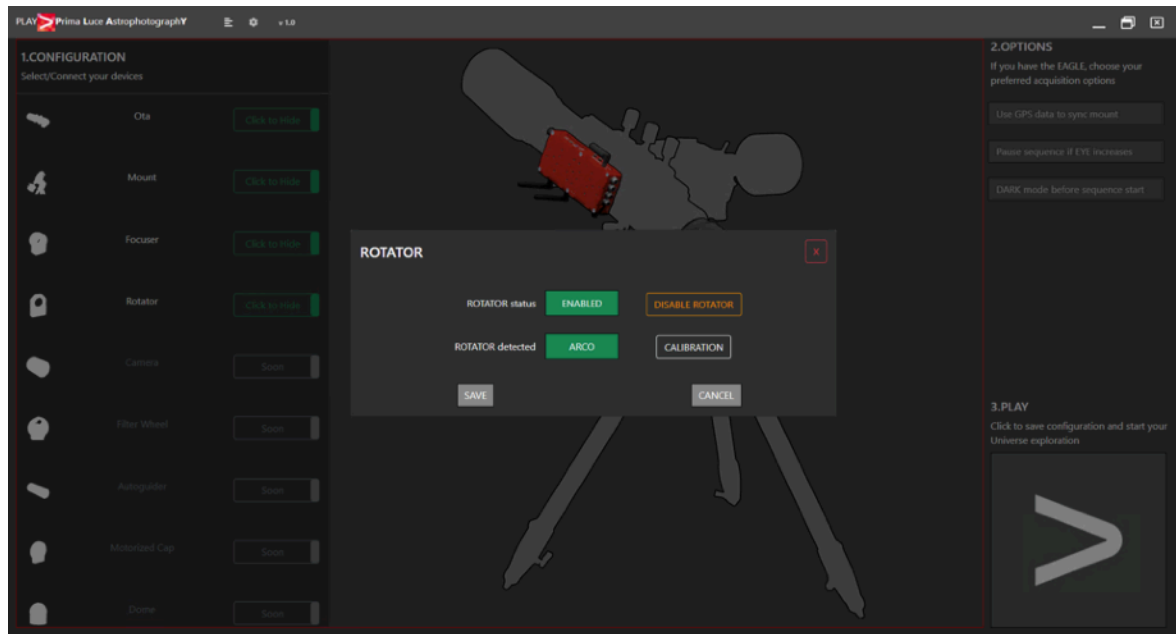 PLAY Prima Luce AstrophotographY
v 1.0
1.CONFIGURATION
Select/Connect your devices
Ota
Click to Hide
Mount
Click to Hide
Focuser
Click to Hide
Rotator
Click to Hide
Camera
Soon
Filter Wheel
Soon
Autoguider
Soon
Motorized Cap
Soon
Dome
Soon
ROTATOR
X
ROTATOR status
ENABLED
DISABLE ROTATOR
ROTATOR detected
ARCO
CALIBRATION
SAVE
CANCEL
2.OPTIONS
If you have the EAGLE, choose your
preferred acquisition options
Use GPS data to sync mount
Pause sequence if EYE increases
DARK mode before sequence start
3.PLAY
Click to save configuration and start your
Universe exploration